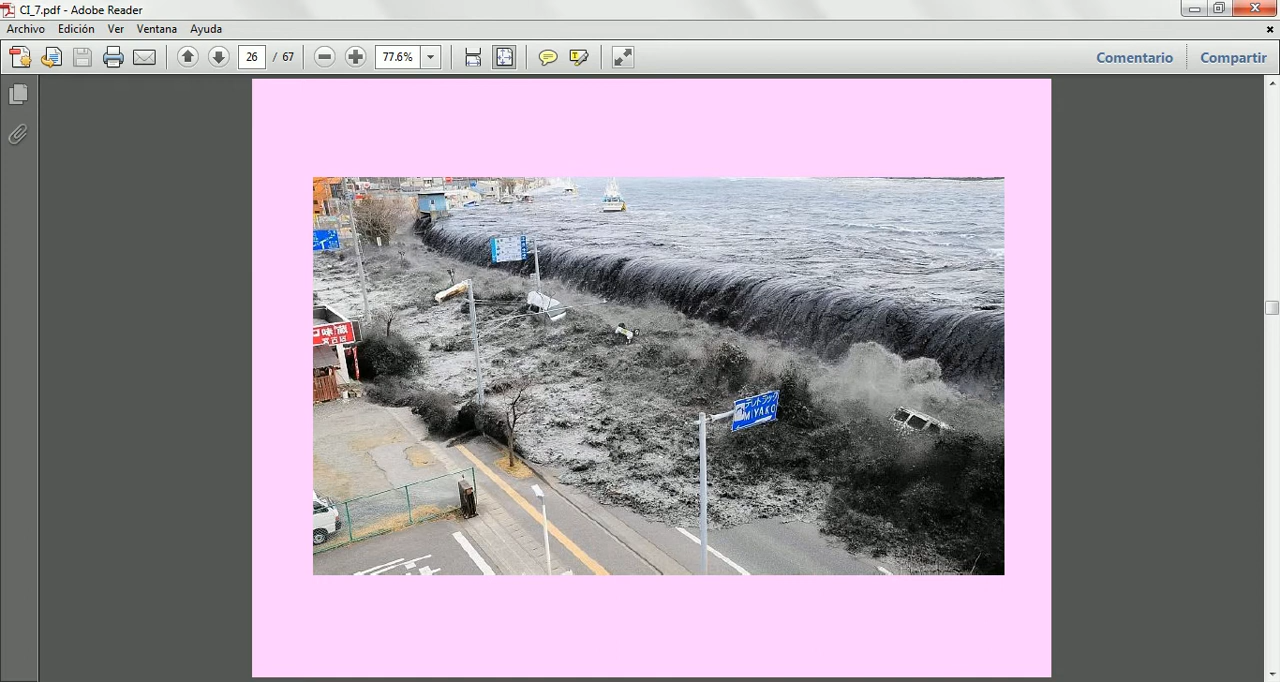 CI_7.pdf - Adobe Reader
Archivo Edición Ver Ventana Ayuda
26 / 67 77.6% Comentario Compartir
MIYAKO